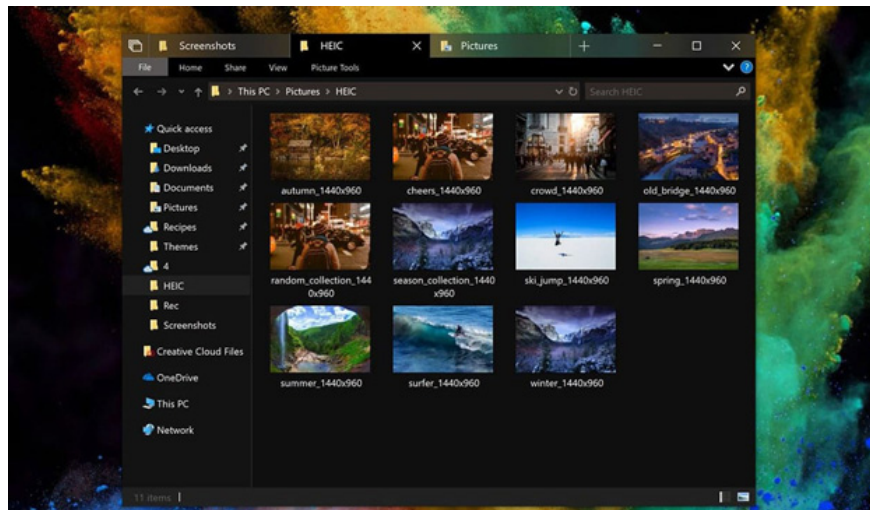 Screenshots
HEIC
Pictures
File
Home
Share
View
Picture Tools
This PC > Pictures > HEIC
Search HEIC
Quick access
Desktop
Downloads
Documents
Pictures
Recipes
Themes
4
HEIC
Rec
Screenshots
Creative Cloud Files
OneDrive
This PC
Network
autumn_1440x960
cheers_1440x960
crowd_1440x960
old_bridge_1440x960
random_collection_144
0x960
season_collection_1440
x960
ski_jump_1440x960
spring_1440x960
summer_1440x960
surfer_1440x960
winter_1440x960
11 items